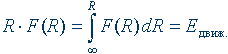 R · F(R) = ∫_∞^R F(R)dR = E_движ.